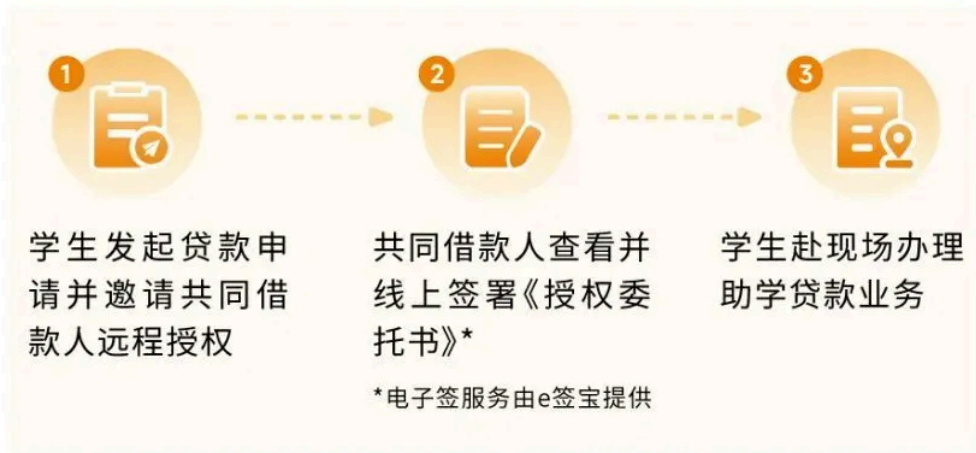 1
学生发起贷款申
请并邀请共同借
款人远程授权
2
共同借款人查看并
线上签署《授权委
托书》*
*电子签服务由e签宝提供
3
学生赴现场办理
助学贷款业务